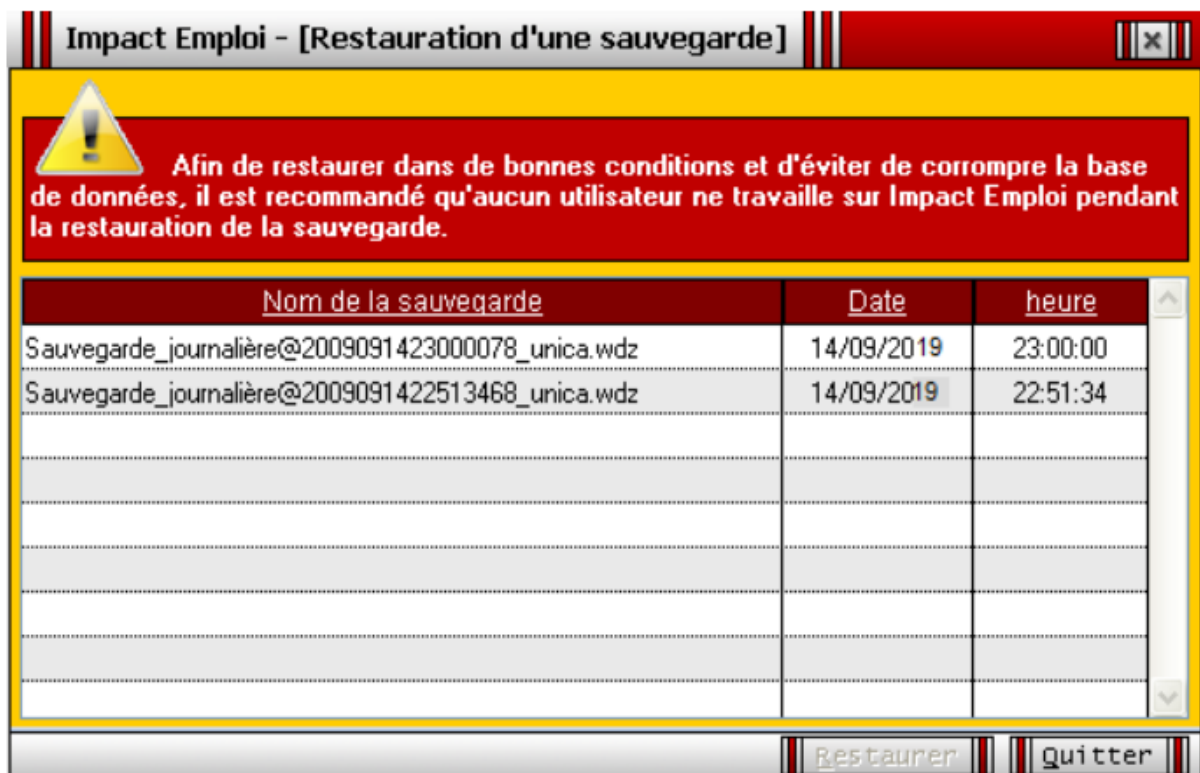 Impact Emploi - [Restauration d'une sauvegarde]
Afin de restaurer dans de bonnes conditions et d'éviter de corrompre la base
de données, il est recommandé qu'aucun utilisateur ne travaille sur Impact Emploi pendant
la restauration de la sauvegarde.
Nom de la sauvegarde Date heure
Sauvegarde_journalière@2009091423000078_unica.wdz 14/09/2019 23:00:00
Sauvegarde_journalière@2009091422513468_unica.wdz 14/09/2019 22:51:34
Restaurer Quitter